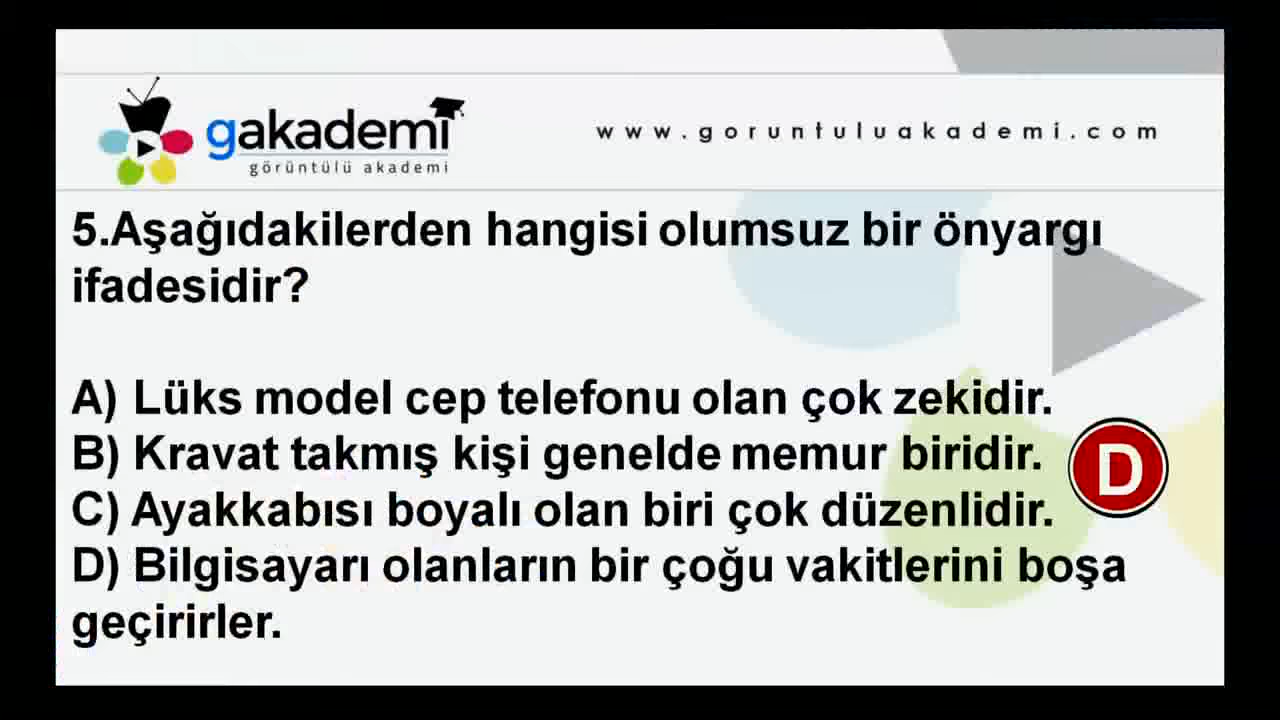 gakademi
görüntülü akademi
www.goruntuluakademi.com
5.Aşağıdakilerden hangisi olumsuz bir önyargı
ifadesidir?
A) Lüks model cep telefonu olan çok zekidir.
B) Kravat takmış kişi genelde memur biridir.
C) Ayakkabısı boyalı olan biri çok düzenlidir.
D) Bilgisayarı olanların bir çoğu vakitlerini boşa
geçirirler.
D